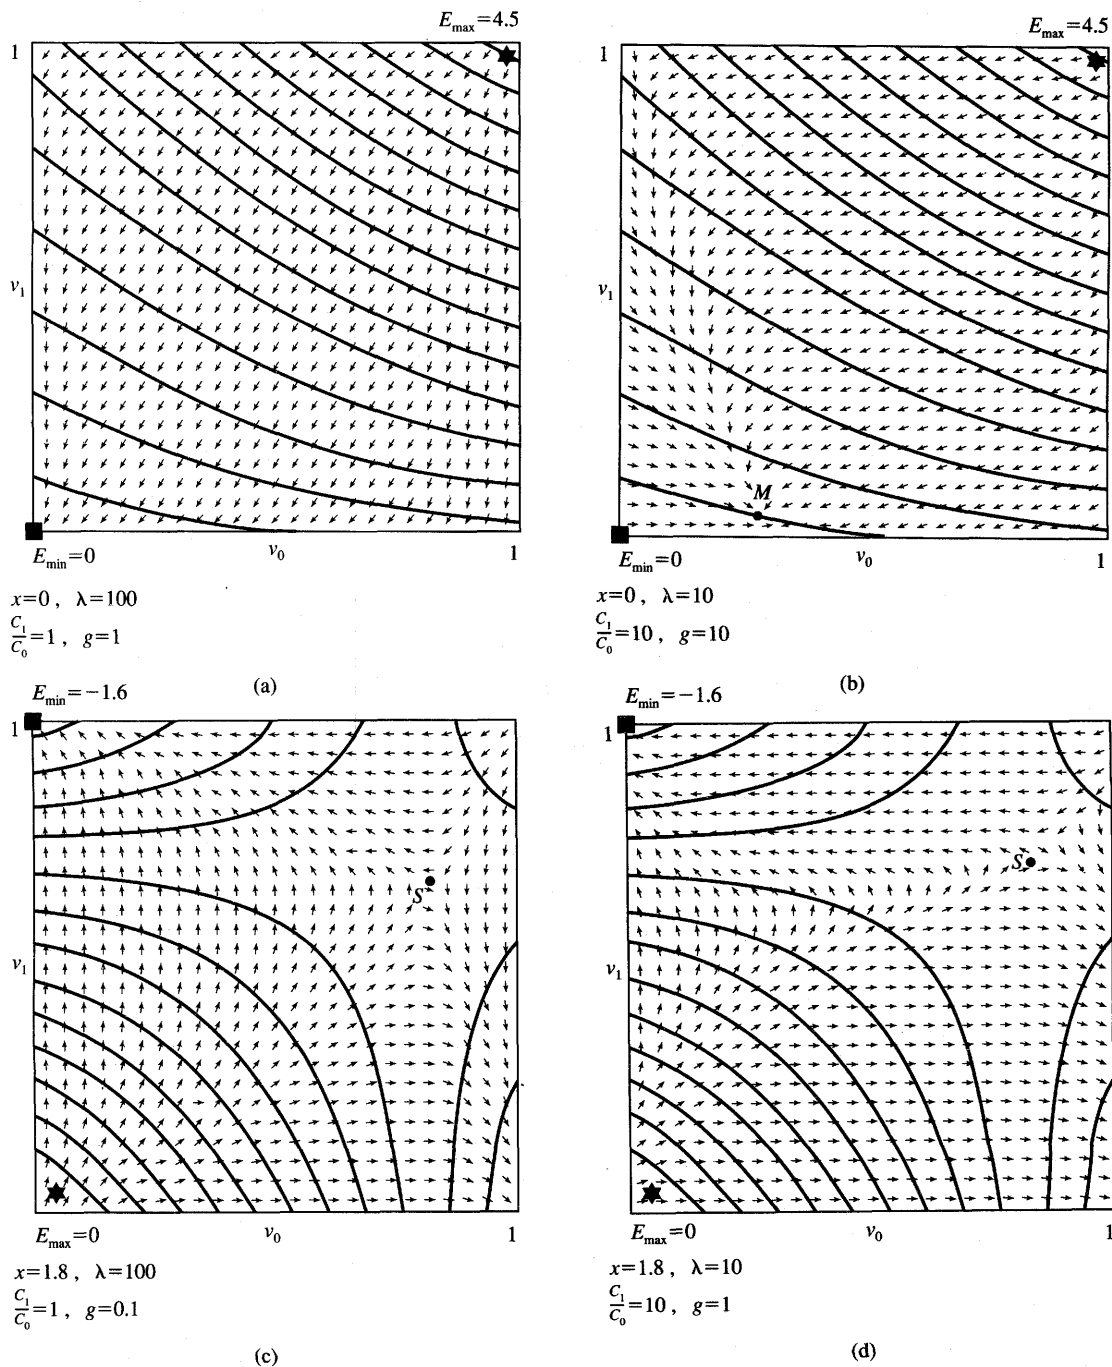 E_max=4.5
1
v_1
E_min=0
v_0
1
x=0, λ=100
C_1/C_0=1, g=1
(a)
E_max=4.5
1
v_1
M
E_min=0
v_0
1
x=0, λ=10
C_1/C_0=10, g=10
(b)
E_min=−1.6
1
S
v_1
E_max=0
v_0
1
x=1.8, λ=100
C_1/C_0=1, g=0.1
(c)
E_min=−1.6
1
S
v_1
E_max=0
v_0
1
x=1.8, λ=10
C_1/C_0=10, g=1
(d)